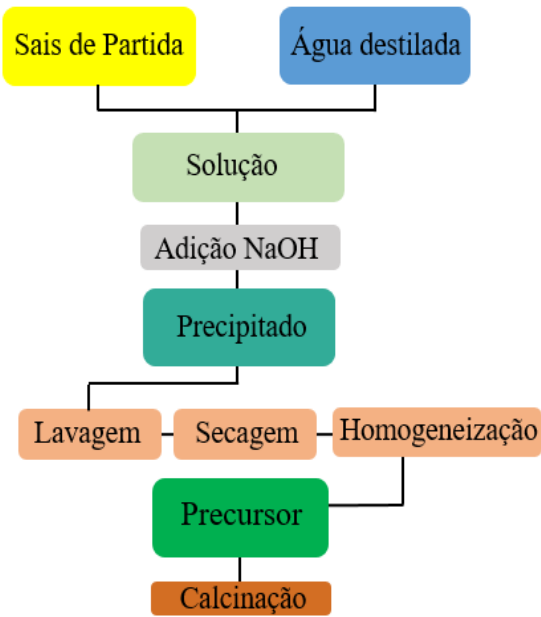 Sais de Partida
Água destilada
Solução
Adição NaOH
Precipitado
Lavagem
Secagem
Homogeneização
Precursor
Calcinação